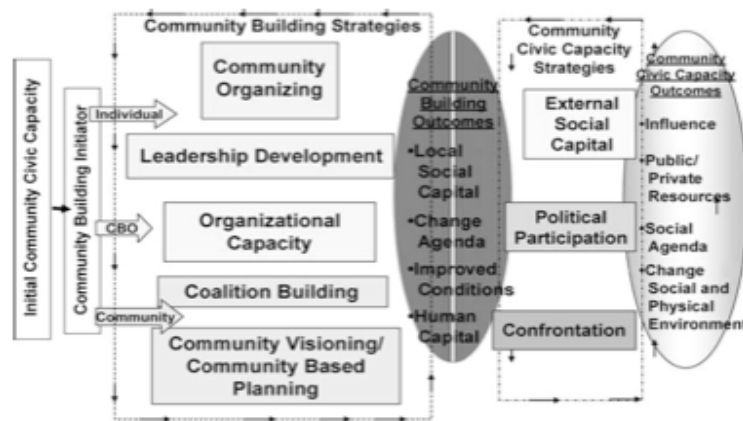 Initial Community Civic Capacity
Community Building Initiator
Community Building Strategies
Individual
CBO
Community
Community
Organizing
Leadership Development
Organizational
Capacity
Coalition Building
Community Visioning/
Community Based
Planning
Community
Building
Outcomes
•Local
Social
Capital
•Change
Agenda
•Improved
Conditions
•Human
Capital
Community
Civic Capacity
Strategies
External
Social
Capital
Political
Participation
Confrontation
Community
Civic Capacity
Outcomes
•Influence
•Public/
Private
Resources
•Social
Agenda
•Change
Social and
Physical
Environment